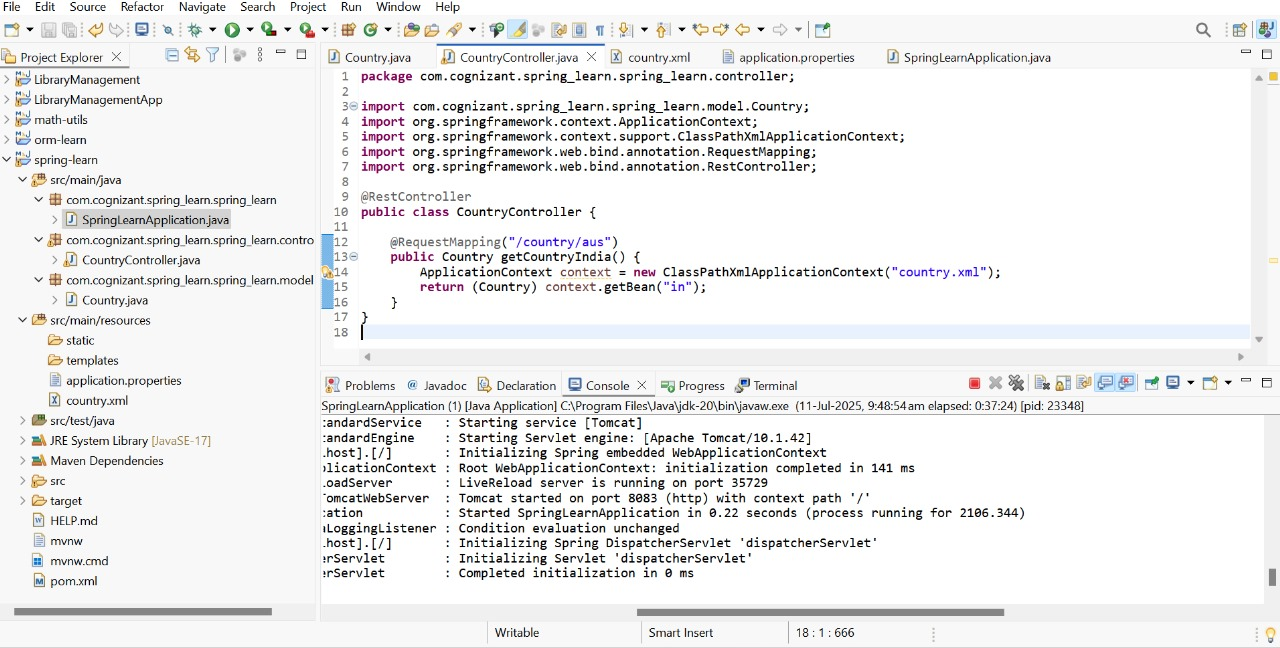 File Edit Source Refactor Navigate Search Project Run Window Help
Project Explorer
LibraryManagement
LibraryManagementApp
math-utils
orm-learn
spring-learn
src/main/java
com.cognizant.spring_learn.spring_learn
SpringLearnApplication.java
com.cognizant.spring_learn.spring_learn.contro
CountryController.java
com.cognizant.spring_learn.spring_learn.model
Country.java
src/main/resources
static
templates
application.properties
country.xml
src/test/java
JRE System Library [JavaSE-17]
Maven Dependencies
src
target
HELP.md
mvnw
mvnw.cmd
pom.xml
Country.java CountryController.java country.xml application.properties SpringLearnApplication.java
1 package com.cognizant.spring_learn.spring_learn.controller;
2
3 import com.cognizant.spring_learn.spring_learn.model.Country;
4 import org.springframework.context.ApplicationContext;
5 import org.springframework.context.support.ClassPathXmlApplicationContext;
6 import org.springframework.web.bind.annotation.RequestMapping;
7 import org.springframework.web.bind.annotation.RestController;
8
9 @RestController
10 public class CountryController {
11
12 @RequestMapping("/country/aus")
13 public Country getCountryIndia() {
14 ApplicationContext context = new ClassPathXmlApplicationContext("country.xml");
15 return (Country) context.getBean("in");
16 }
17 }
18
Problems Javadoc Declaration Console Progress Terminal
SpringLearnApplication (1) [Java Application] C:\Program Files\Java\jdk-20\bin\javaw.exe (11-Jul-2025, 9:48:54 am elapsed: 0:37:24) [pid: 23348]
tandardService : Starting service [Tomcat]
tandardEngine : Starting Servlet engine: [Apache Tomcat/10.1.42]
.host].[/] : Initializing Spring embedded WebApplicationContext
plicationContext : Root WebApplicationContext: initialization completed in 141 ms
LoadServer : LiveReload server is running on port 35729
TomcatWebServer : Tomcat started on port 8083 (http) with context path '/'
cation : Started SpringLearnApplication in 0.22 seconds (process running for 2106.344)
nLoggingListener : Condition evaluation unchanged
.host].[/] : Initializing Spring DispatcherServlet 'dispatcherServlet'
erServlet : Initializing Servlet 'dispatcherServlet'
erServlet : Completed initialization in 0 ms
Writable Smart Insert 18 : 1 : 666